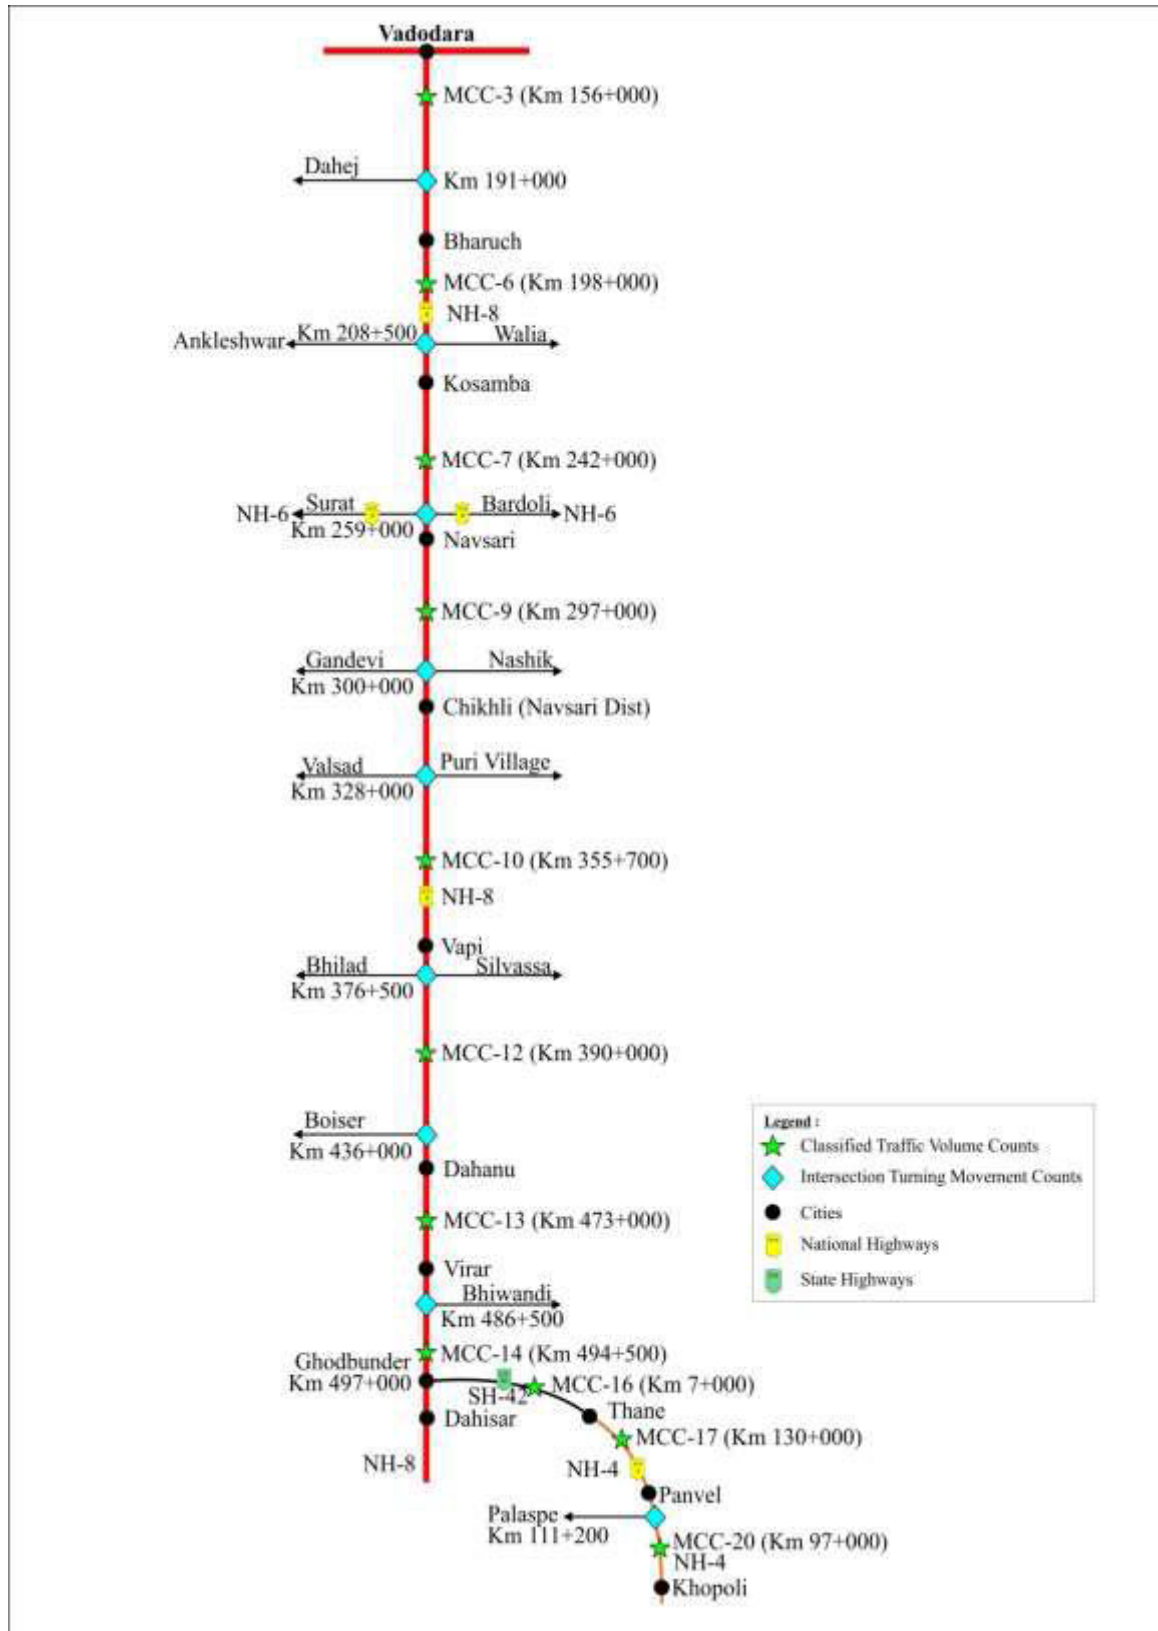 Vadodara
MCC-3 (Km 156+000)
Dahej
Km 191+000
Bharuch
MCC-6 (Km 198+000)
NH-8
Ankleshwar
Km 208+500
Walia
Kosamba
MCC-7 (Km 242+000)
NH-6
Surat
Km 259+000
Bardoli
NH-6
Navsari
MCC-9 (Km 297+000)
Gandevi
Km 300+000
Nashik
Chikhli (Navsari Dist)
Valsad
Km 328+000
Puri Village
MCC-10 (Km 355+700)
NH-8
Vapi
Bhilad
Km 376+500
Silvassa
MCC-12 (Km 390+000)
Boiser
Km 436+000
Dahanu
MCC-13 (Km 473+000)
Virar
Bhiwandi
Km 486+500
MCC-14 (Km 494+500)
Ghodbunder
Km 497+000
SH-42
MCC-16 (Km 7+000)
Thane
Dahisar
MCC-17 (Km 130+000)
NH-8
NH-4
Panvel
Palaspe
Km 111+200
MCC-20 (Km 97+000)
NH-4
Khopoli
Legend :
Classified Traffic Volume Counts
Intersection Turning Movement Counts
Cities
National Highways
State Highways